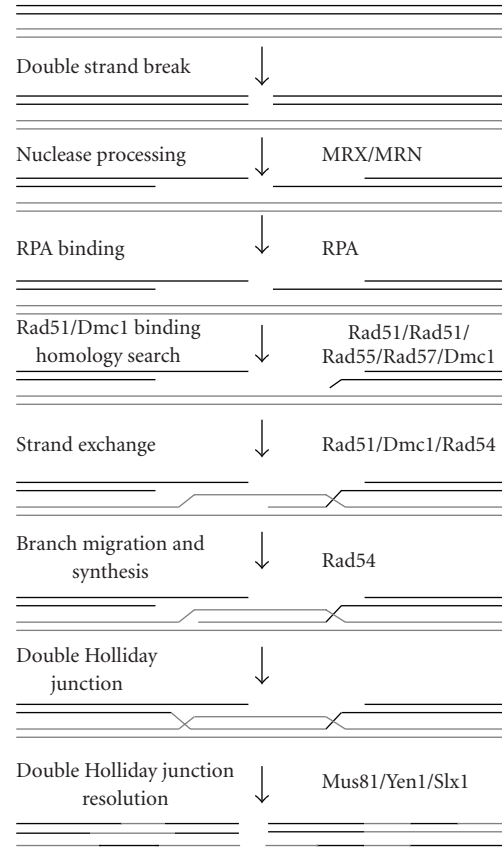 Double strand break
Nuclease processing MRX/MRN
RPA binding RPA
Rad51/Dmc1 binding
homology search
Rad51/Rad51/
Rad55/Rad57/Dmc1
Strand exchange Rad51/Dmc1/Rad54
Branch migration and
synthesis
Rad54
Double Holliday
junction
Double Holliday junction
resolution
Mus81/Yen1/Slx1